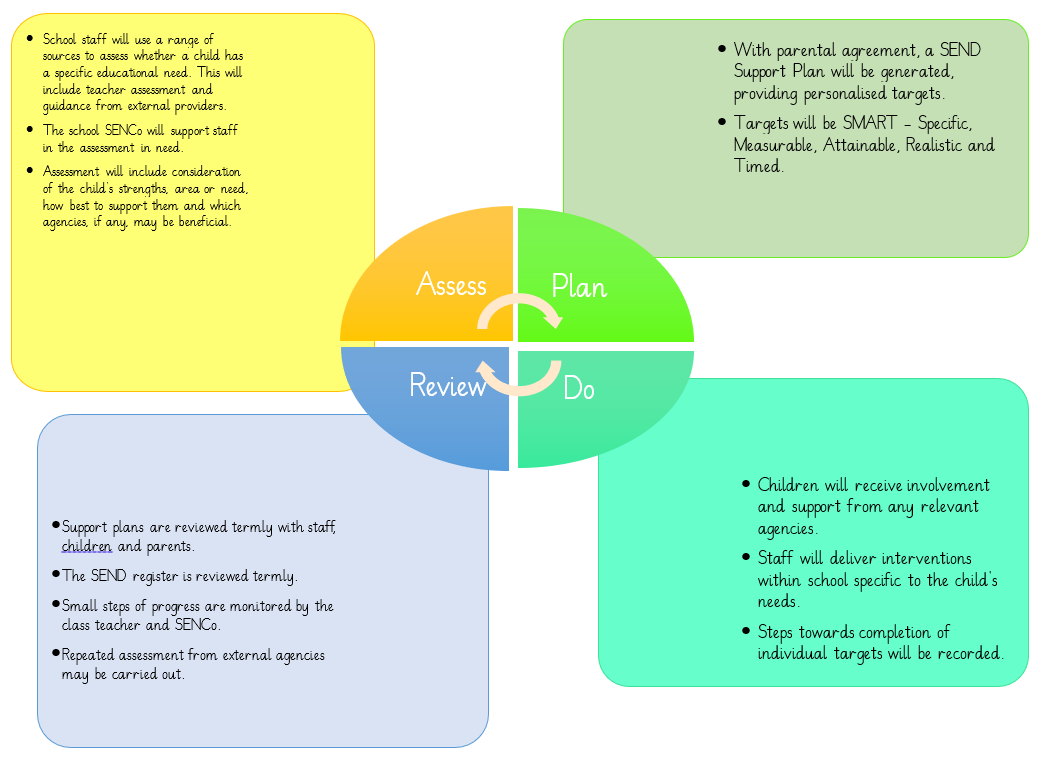 • School staff will use a range of
sources to assess whether a child has
a specific educational need. This will
include teacher assessment and
guidance from external providers.
• The school SENCo will support staff
in the assessment in need.
• Assessment will include consideration
of the child's strengths, area or need,
how best to support them and which
agencies, if any, may be beneficial.
• With parental agreement, a SEND
Support Plan will be generated,
providing personalised targets.
• Targets will be SMART – Specific,
Measurable, Attainable, Realistic and
Timed.
Assess
Plan
Review
Do
• Support plans are reviewed termly with staff,
children and parents.
• The SEND register is reviewed termly.
• Small steps of progress are monitored by the
class teacher and SENCo.
• Repeated assessment from external agencies
may be carried out.
• Children will receive involvement
and support from any relevant
agencies.
• Staff will deliver interventions
within school specific to the child's
needs.
• Steps towards completion of
individual targets will be recorded.